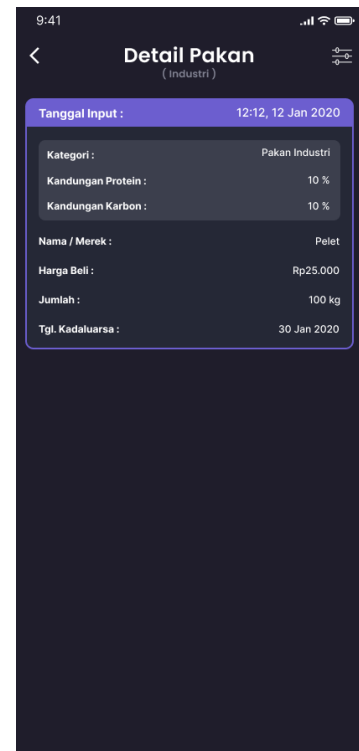 9:41
Detail Pakan
( Industri )
Tanggal Input : 12:12, 12 Jan 2020
Kategori : Pakan Industri
Kandungan Protein : 10 %
Kandungan Karbon : 10 %
Nama / Merek : Pelet
Harga Beli : Rp25.000
Jumlah : 100 kg
Tgl. Kadaluarsa : 30 Jan 2020